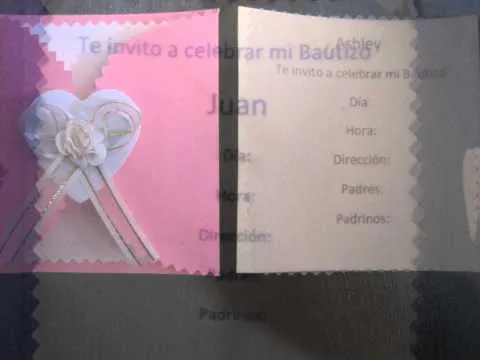 Te invito a celebrar mi Bautizo
Juan
Día:
Hora:
Dirección:
Padrinos:
Ashley
Te invito a celebrar mi Bautizo
Día:
Hora:
Dirección:
Padres:
Padrinos: